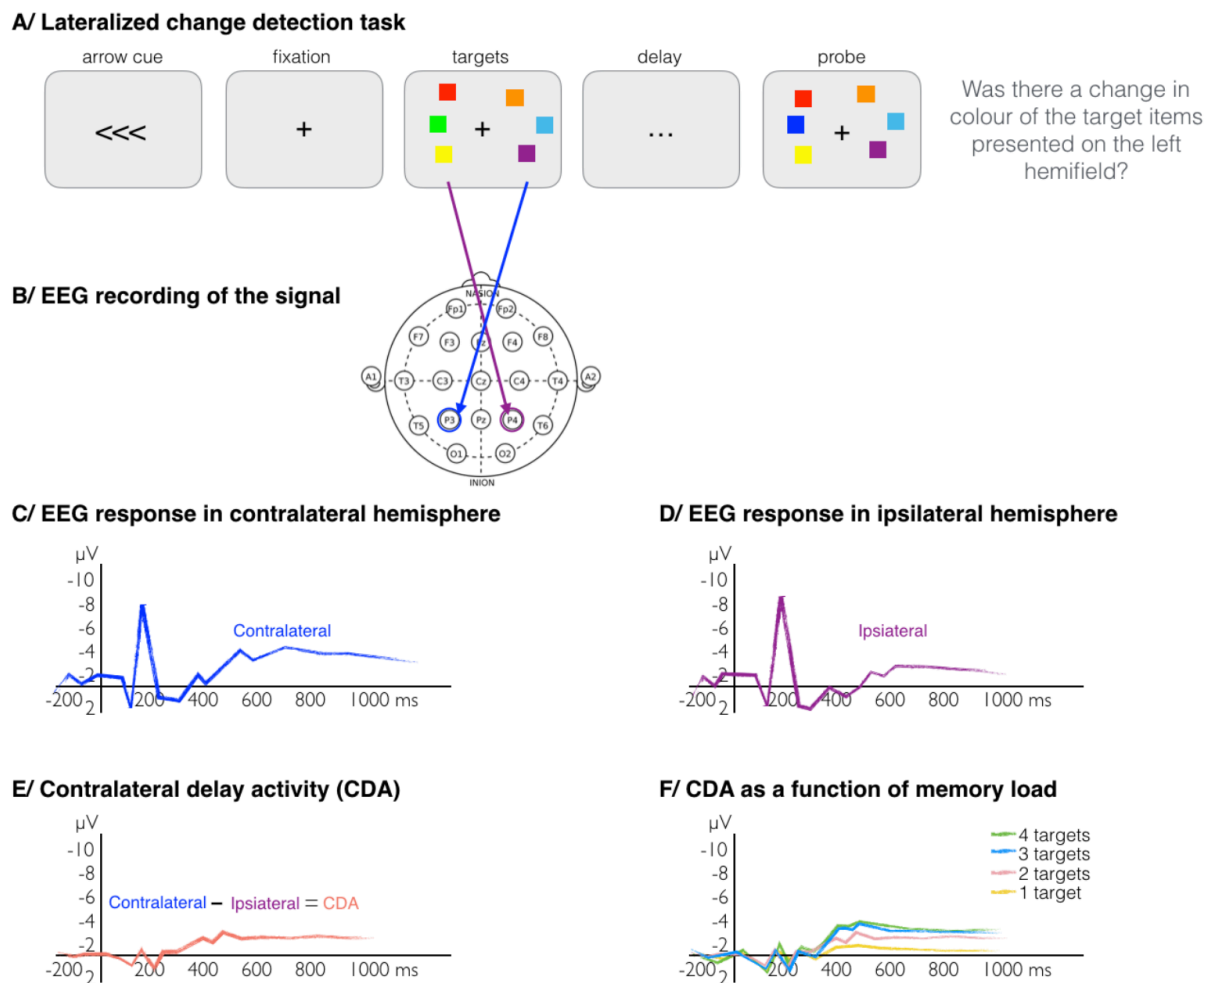 A/ Lateralized change detection task
arrow cue
fixation
targets
delay
probe
<<<
+
+
...
+
Was there a change in
colour of the target items
presented on the left
hemifield?
B/ EEG recording of the signal
NASION
Fp1
Fp2
F7
F3
Fz
F4
F8
A1
T3
C3
Cz
C4
T4
A2
T5
P3
Pz
P4
T6
O1
O2
INION
C/ EEG response in contralateral hemisphere
µV
-10
-8
-6
-4
-2
2
Contralateral
-200
200
400
600
800
1000 ms
D/ EEG response in ipsilateral hemisphere
µV
-10
-8
-6
-4
-2
2
Ipsiateral
-200
200
400
600
800
1000 ms
E/ Contralateral delay activity (CDA)
µV
-10
-8
-6
-4
-2
2
Contralateral – Ipsiateral = CDA
-200
200
400
600
800
1000 ms
F/ CDA as a function of memory load
µV
-10
-8
-6
-4
-2
2
4 targets
3 targets
2 targets
1 target
-200
200
400
600
800
1000 ms